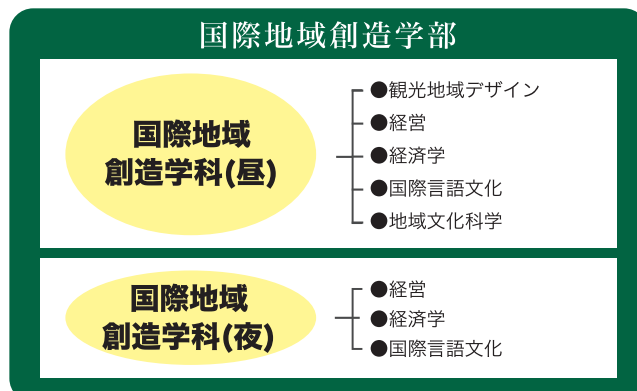 国際地域創造学部
国際地域
創造学科(昼)
●観光地域デザイン
●経営
●経済学
●国際言語文化
●地域文化科学
国際地域
創造学科(夜)
●経営
●経済学
●国際言語文化